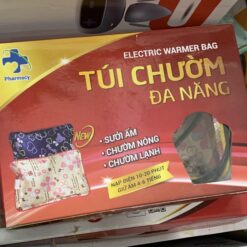 Pharmacy
ELECTRIC WARMER BAG
TÚI CHƯỜM
ĐA NĂNG
New
• SƯỞI ẤM
• CHƯỜM NÓNG
• CHƯỜM LẠNH
NẠP ĐIỆN 10-20 PHÚT
GIỮ ẤM 4-6 TIẾNG